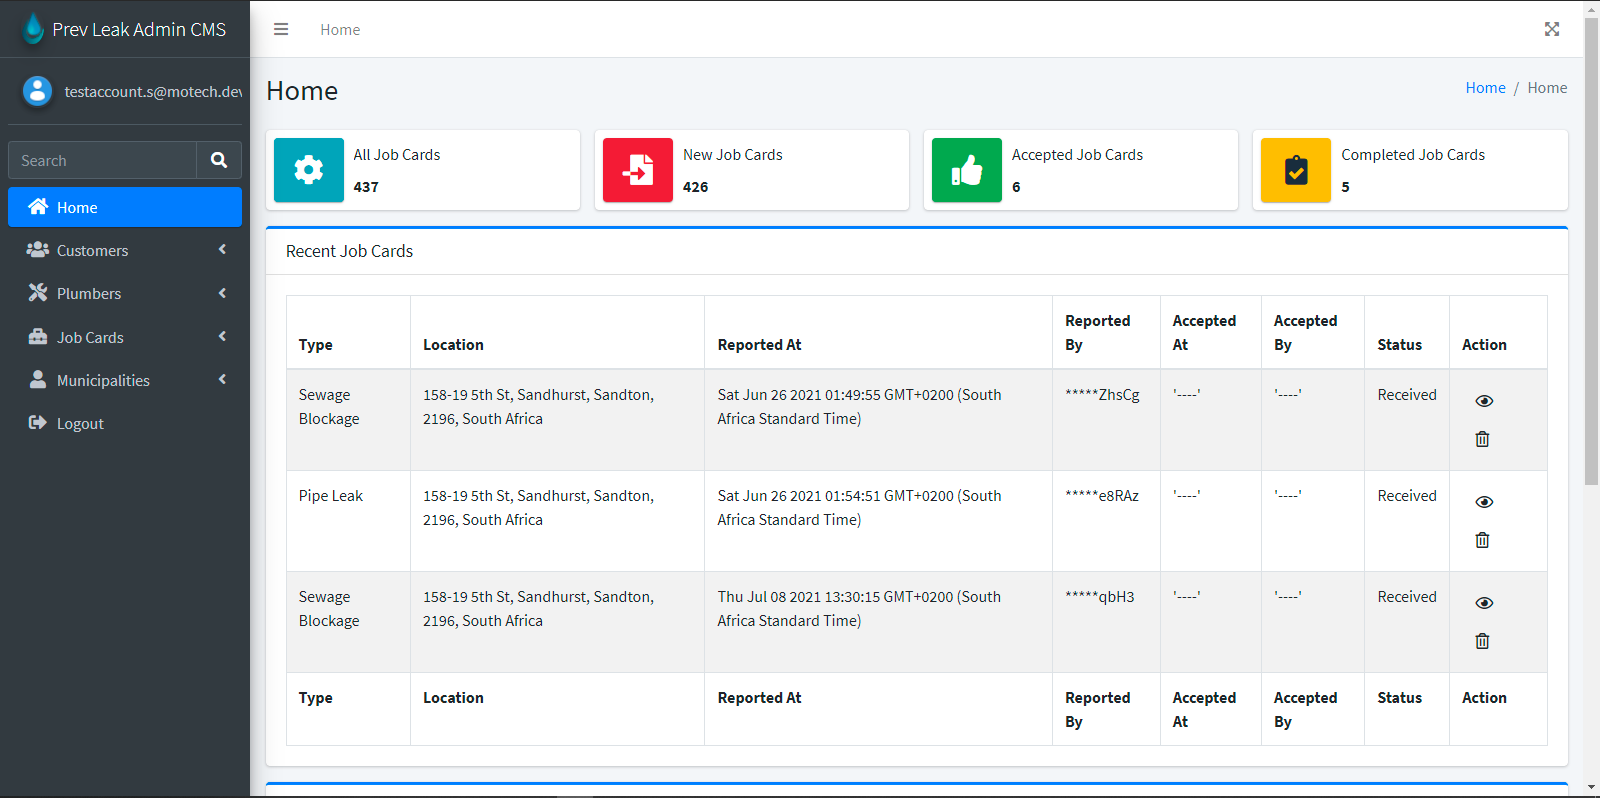 Prev Leak Admin CMS
Home
testaccount.s@motech.dev
Search
Home
Customers
Plumbers
Job Cards
Municipalities
Logout
Home
Home / Home
All Job Cards
437
New Job Cards
426
Accepted Job Cards
6
Completed Job Cards
5
Recent Job Cards
Type Location Reported At Reported By Accepted At Accepted By Status Action
Sewage Blockage 158-19 5th St, Sandhurst, Sandton, 2196, South Africa Sat Jun 26 2021 01:49:55 GMT+0200 (South Africa Standard Time) *****ZhsCg '----' '----' Received
Pipe Leak 158-19 5th St, Sandhurst, Sandton, 2196, South Africa Sat Jun 26 2021 01:54:51 GMT+0200 (South Africa Standard Time) *****e8RAz '----' '----' Received
Sewage Blockage 158-19 5th St, Sandhurst, Sandton, 2196, South Africa Thu Jul 08 2021 13:30:15 GMT+0200 (South Africa Standard Time) *****qbH3 '----' '----' Received
Type Location Reported At Reported By Accepted At Accepted By Status Action